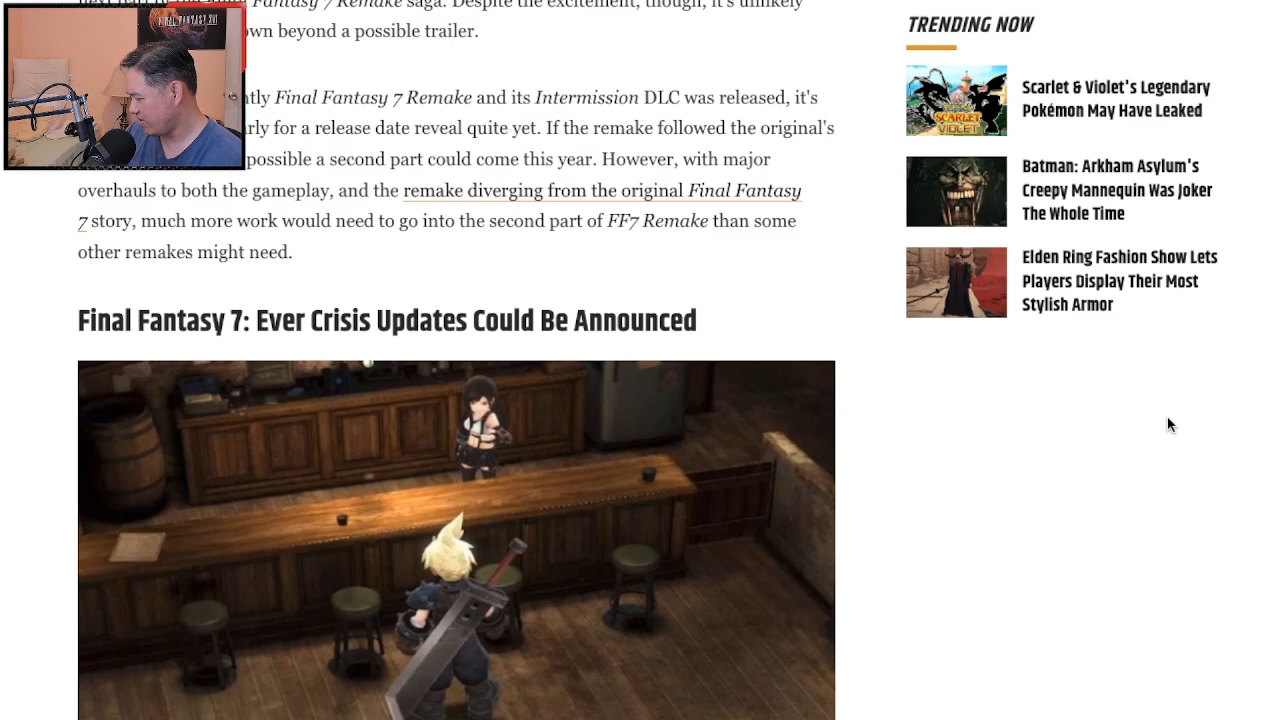 Fantasy 7 Remake saga. Despite the excitement, though, it's unlikely
own beyond a possible trailer.
FINAL FANTASY XVI
ntly Final Fantasy 7 Remake and its Intermission DLC was released, it's
rly for a release date reveal quite yet. If the remake followed the original's
possible a second part could come this year. However, with major
overhauls to both the gameplay, and the remake diverging from the original Final Fantasy
7 story, much more work would need to go into the second part of FF7 Remake than some
other remakes might need.
Final Fantasy 7: Ever Crisis Updates Could Be Announced
TRENDING NOW
Scarlet & Violet's Legendary
Pokémon May Have Leaked
SCARLET
VIOLET
Batman: Arkham Asylum's
Creepy Mannequin Was Joker
The Whole Time
Elden Ring Fashion Show Lets
Players Display Their Most
Stylish Armor